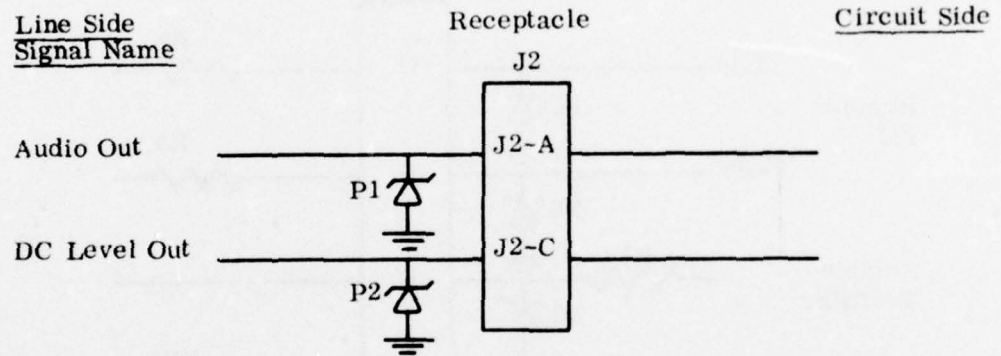 Line Side
Signal Name
Receptacle
Circuit Side
J2
Audio Out
J2-A
P1
DC Level Out
J2-C
P2